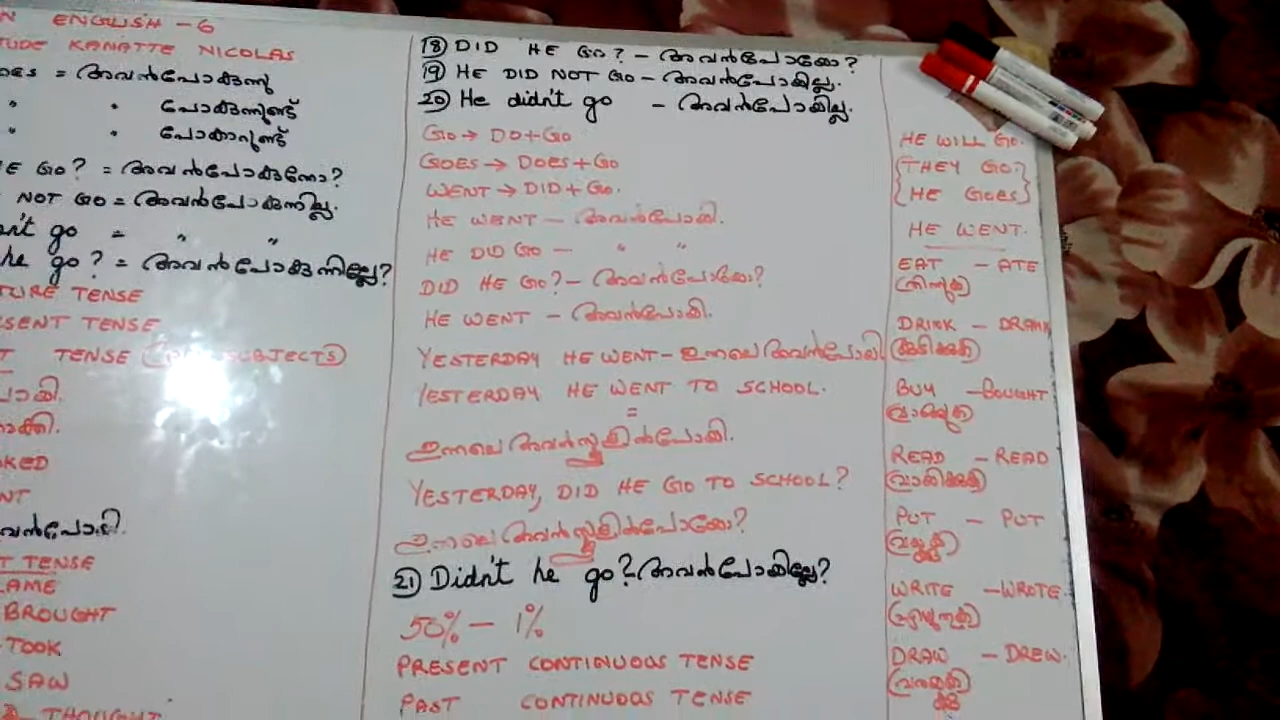 ENGLISH - 6
KANATTE NICOLAS
= അവൻപോകുന്നു
" " പോകുന്നുണ്ട്
" " പോകാറുണ്ട്
GO? = അവൻപോകുന്നോ?
NOT GO = അവൻപോകുന്നില്ല.
go = " "
he go? = അവൻപോകുന്നില്ലേ?
TENSE
TENSE
TENSE
TENSE
BROUGHT
TOOK
SAW
THOUGHT
⑱ DID HE GO? - അവൻപോയോ?
⑲ HE DID NOT GO - അവൻപോയില്ല.
⑳ He didn't go - അവൻപോയില്ല.
GO → DO+GO
GOES → DOES+GO
WENT → DID+GO.
HE WENT - അവൻപോയി.
HE DID GO - " "
DID HE GO? - അവൻപോയോ?
HE WENT - അവൻപോയി.
YESTERDAY HE WENT - ഇന്നലെ അവൻപോയി
YESTERDAY HE WENT TO SCHOOL.
=
ഇന്നലെ അവൻസ്കൂളിൽപോയി.
YESTERDAY, DID HE GO TO SCHOOL?
ഇന്നലെ അവൻസ്കൂളിൽപോയോ?
㉑ Didn't he go? അവൻപോയില്ലേ?
50% - 1%
PRESENT CONTINUOUS TENSE
PAST CONTINUOUS TENSE
HE WILL GO.
{THEY GO}
{HE GOES}
HE WENT.
EAT - ATE
(തിന്നുക)
DRINK - DRANK
(കുടിക്കുക)
BUY - BOUGHT
(വാങ്ങുക)
READ - READ
(വായിക്കുക)
PUT - PUT
(വയ്ക്കുക)
WRITE - WROTE.
(എഴുതുക)
DRAW - DREW.
(വരയ്ക്കുക)